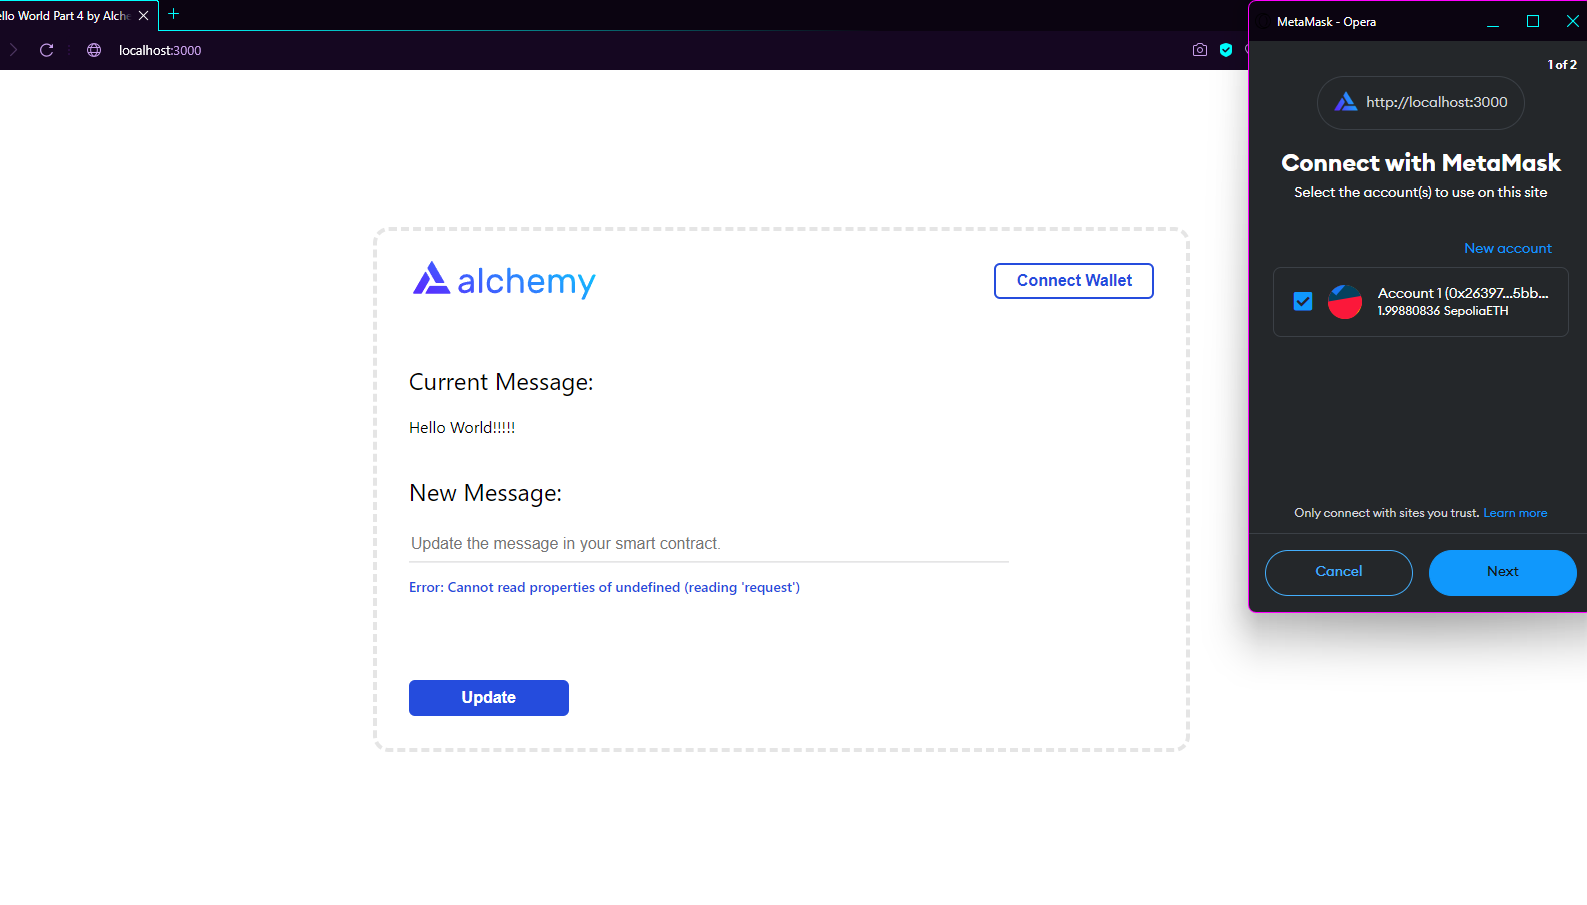 ello World Part 4 by Alche
localhost:3000
alchemy
Connect Wallet
Current Message:
Hello World!!!!!
New Message:
Update the message in your smart contract.
Error: Cannot read properties of undefined (reading 'request')
Update
MetaMask - Opera
1 of 2
http://localhost:3000
Connect with MetaMask
Select the account(s) to use on this site
New account
Account 1 (0x26397...5bb...
1.99880836 SepoliaETH
Only connect with sites you trust. Learn more
Cancel
Next